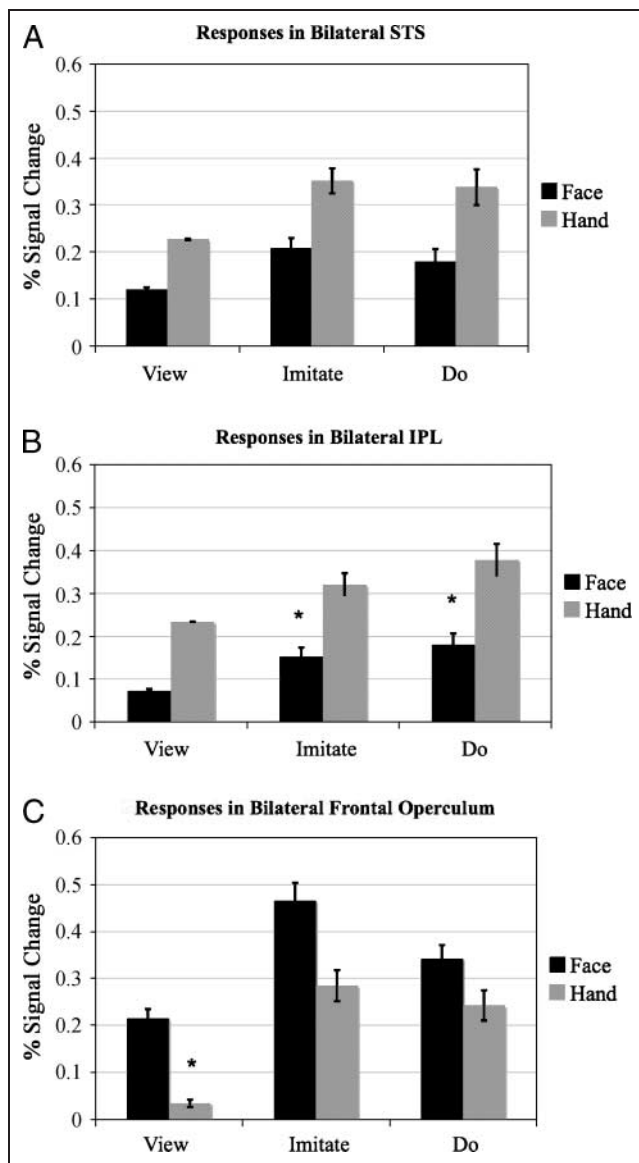 A
Responses in Bilateral STS
0.6
0.5
0.4
0.3
0.2
0.1
0
% Signal Change
View Imitate Do
Face
Hand
B
Responses in Bilateral IPL
0.6
0.5
0.4
0.3
0.2
0.1
0
% Signal Change
*
*
View Imitate Do
Face
Hand
C
Responses in Bilateral Frontal Operculum
0.6
0.5
0.4
0.3
0.2
0.1
0
% Signal Change
*
View Imitate Do
Face
Hand